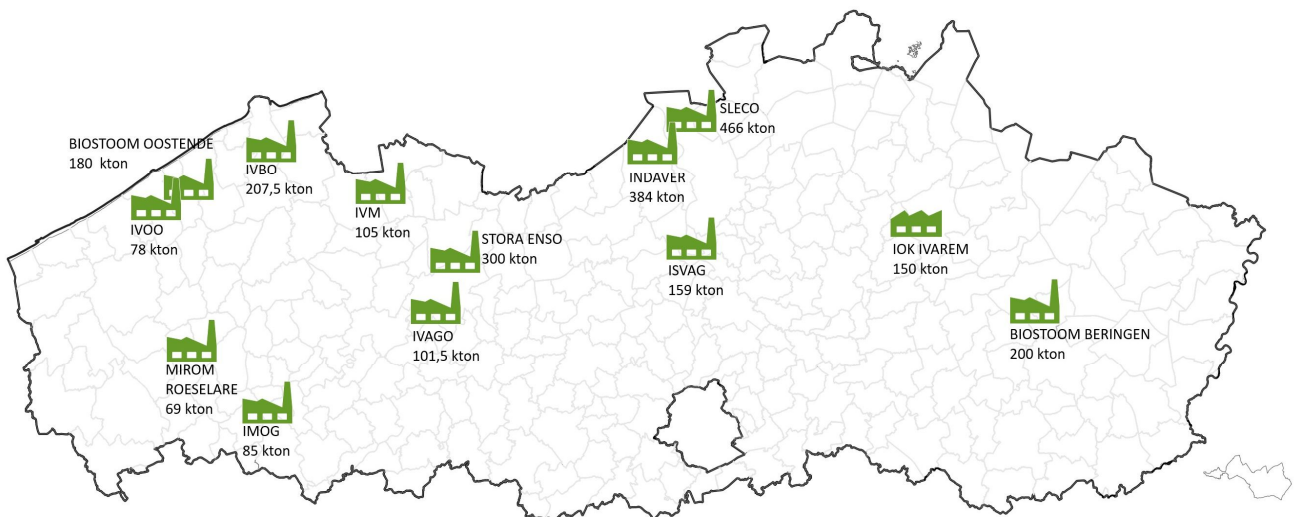 SLECO
466 kton
BIOSTOOM OOSTENDE
180 kton
IVBO
207,5 kton
INDAVER
384 kton
IVM
105 kton
IVOO
78 kton
STORA ENSO
300 kton
ISVAG
159 kton
IOK IVAREM
150 kton
IVAGO
101,5 kton
BIOSTOOM BERINGEN
200 kton
MIROM
ROESELARE
69 kton
IMOG
85 kton